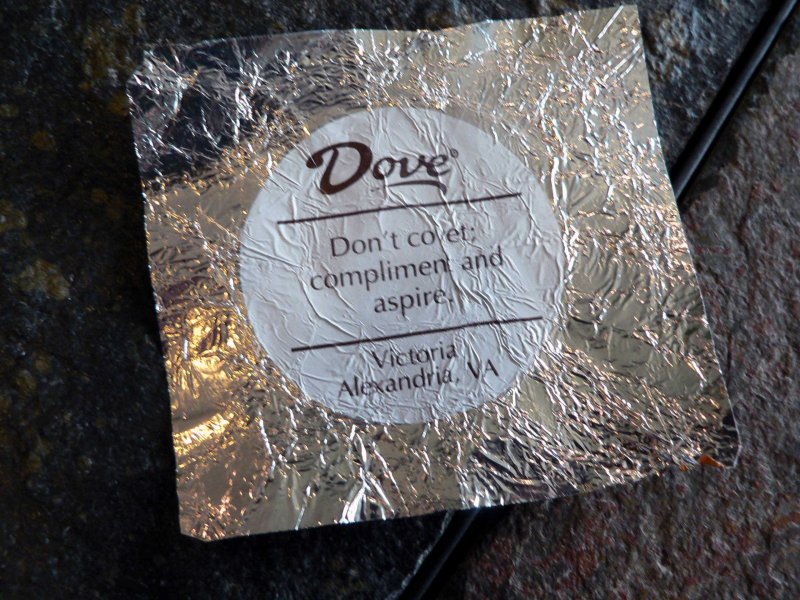 Dove®
Don't covet;
compliment and
aspire.
Victoria
Alexandria, VA